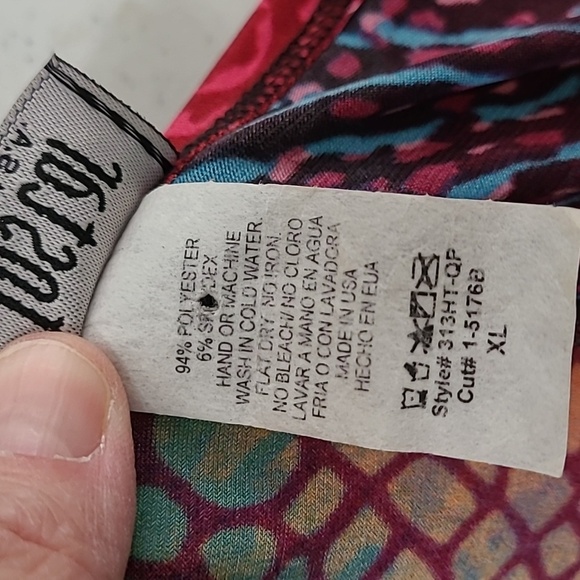 94% POLYESTER
6% SPANDEX
HAND OR MACHINE
WASH IN COLD WATER.
FLAT DRY. NO IRON.
NO BLEACH/NO CLORO
LAVAR A MANO EN AGUA
FRIA O CON LAVADORA
MADE IN USA
HECHO EN EUA
Style# 313HT-QP
Cut# 1-5176B
XL